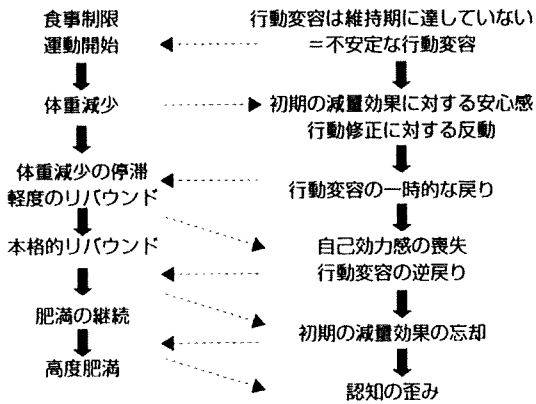 食事制限
運動開始
体重減少
体重減少の停滞
軽度のリバウンド
本格的リバウンド
肥満の継続
高度肥満
行動変容は維持期に達していない
＝不安定な行動変容
初期の減量効果に対する安心感
行動修正に対する反動
行動変容の一時的な戻り
自己効力感の喪失
行動変容の逆戻り
初期の減量効果の忘却
認知の歪み